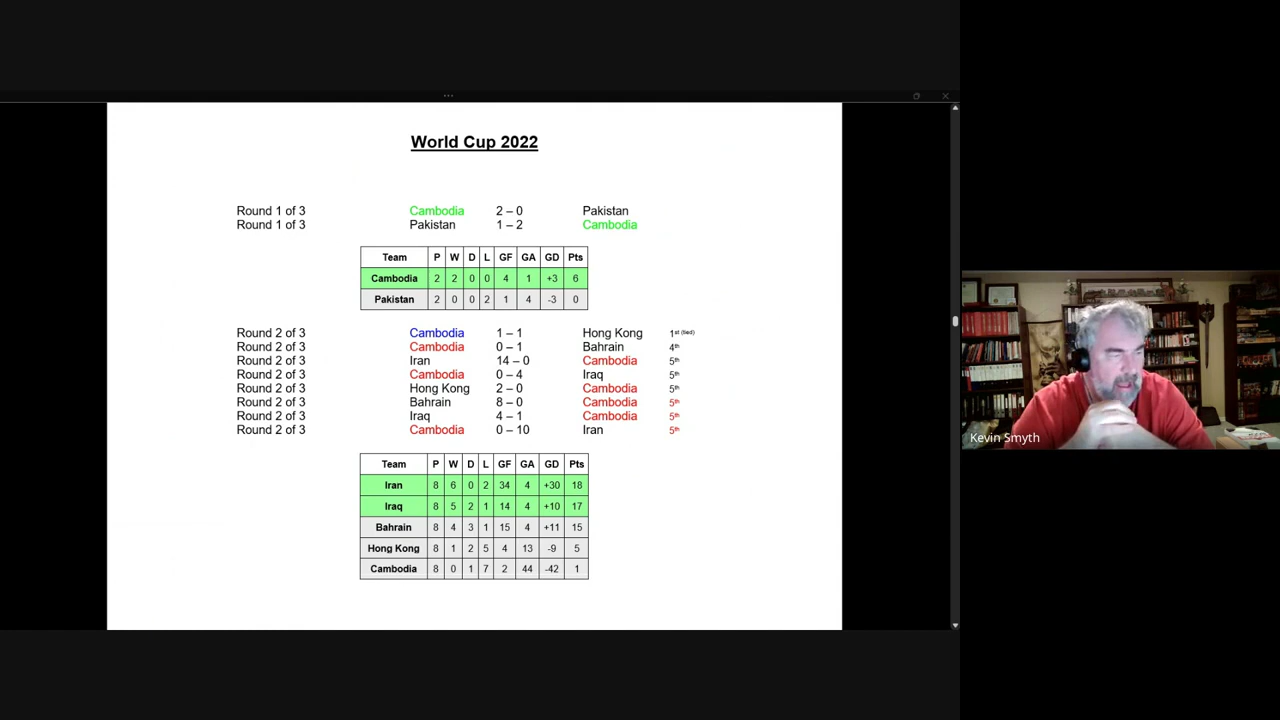 World Cup 2022
Round 1 of 3 Cambodia 2 – 0 Pakistan
Round 1 of 3 Pakistan 1 – 2 Cambodia
Team P W D L GF GA GD Pts
Cambodia 2 2 0 0 4 1 +3 6
Pakistan 2 0 0 2 1 4 -3 0
Round 2 of 3 Cambodia 1 – 1 Hong Kong 1st (tied)
Round 2 of 3 Cambodia 0 – 1 Bahrain 4th
Round 2 of 3 Iran 14 – 0 Cambodia 5th
Round 2 of 3 Cambodia 0 – 4 Iraq 5th
Round 2 of 3 Hong Kong 2 – 0 Cambodia 5th
Round 2 of 3 Bahrain 8 – 0 Cambodia 5th
Round 2 of 3 Iraq 4 – 1 Cambodia 5th
Round 2 of 3 Cambodia 0 – 10 Iran 5th
Team P W D L GF GA GD Pts
Iran 8 6 0 2 34 4 +30 18
Iraq 8 5 2 1 14 4 +10 17
Bahrain 8 4 3 1 15 4 +11 15
Hong Kong 8 1 2 5 4 13 -9 5
Cambodia 8 0 1 7 2 44 -42 1
Kevin Smyth